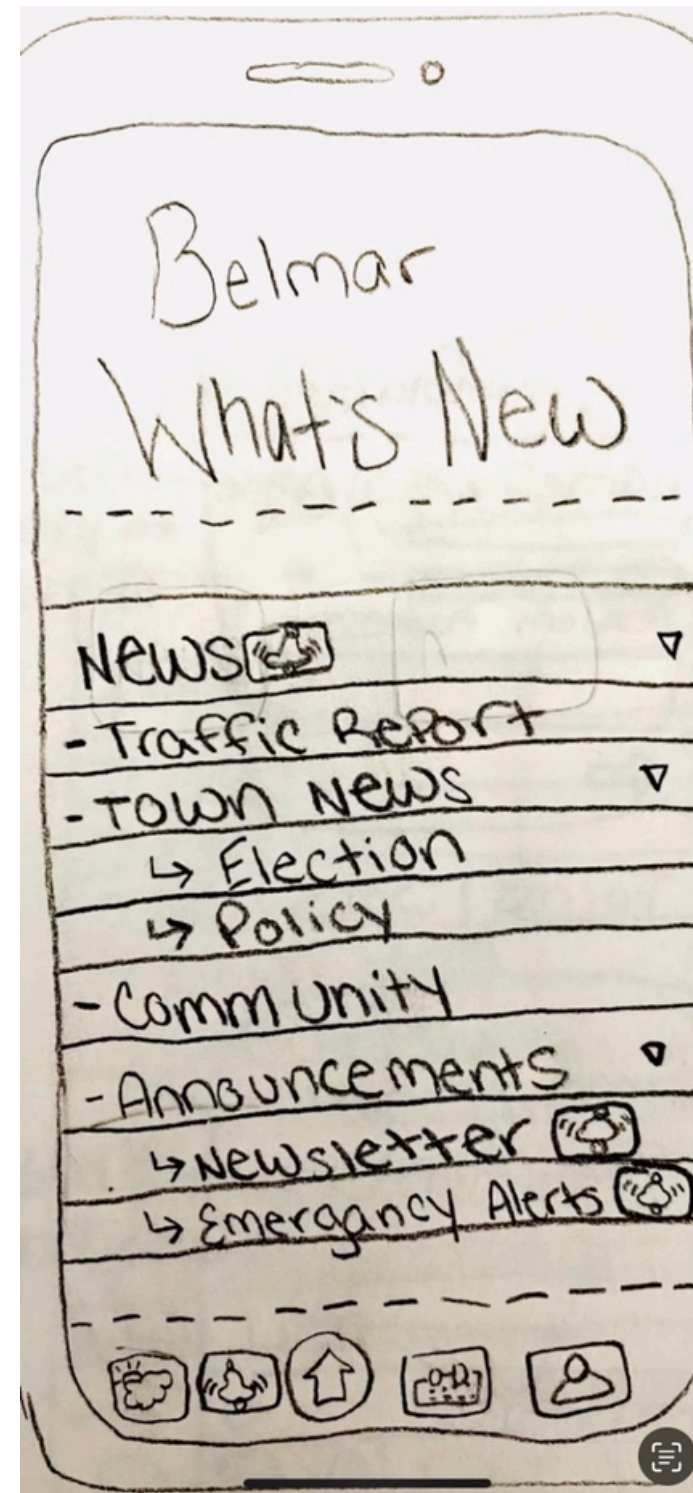 Belmar
What's New
News
- Traffic Report
- Town News
↳ Election
↳ Policy
- Community
- Announcements
↳ Newsletter
↳ Emergancy Alerts